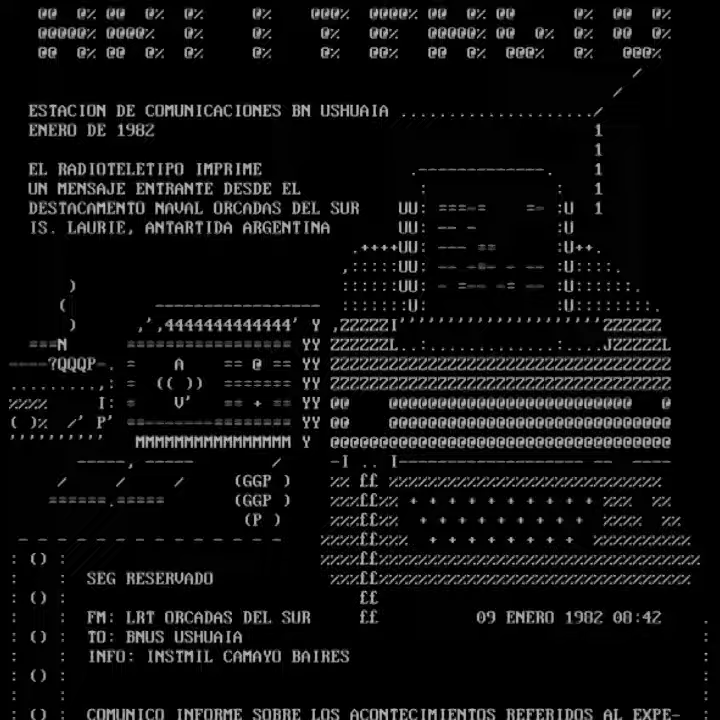 ESTACION DE COMUNICACIONES BN USHUAIA ....................
ENERO DE 1982
EL RADIOTELETIPO IMPRIME
UN MENSAJE ENTRANTE DESDE EL
DESTACAMENTO NAVAL ORCADAS DEL SUR
IS. LAURIE, ANTARTIDA ARGENTINA
SEG RESERVADO
FM: LRT ORCADAS DEL SUR 09 ENERO 1982 08:42
TO: BNUS USHUAIA
INFO: INSTMIL CAMAYO BAIRES
COMUNICO INFORME SOBRE LOS ACONTECIMIENTOS REFERIDOS AL EXPE-